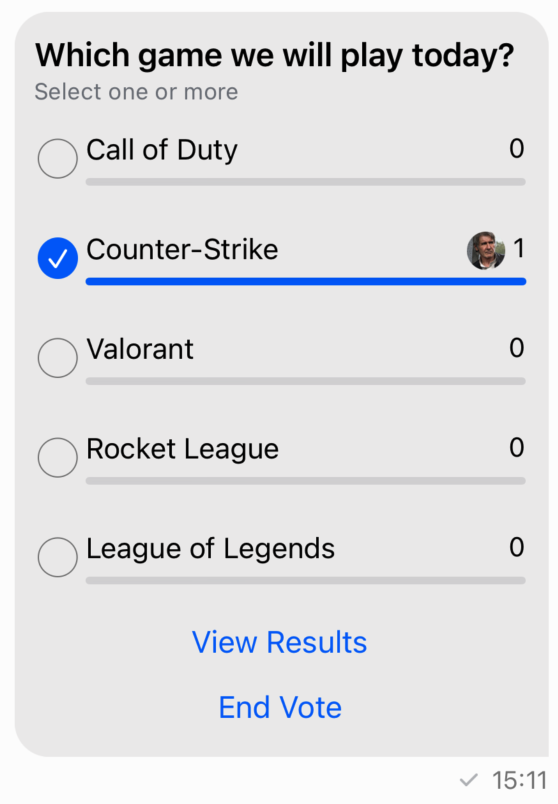 Which game we will play today?
Select one or more
Call of Duty 0
Counter-Strike 1
Valorant 0
Rocket League 0
League of Legends 0
View Results
End Vote
15:11